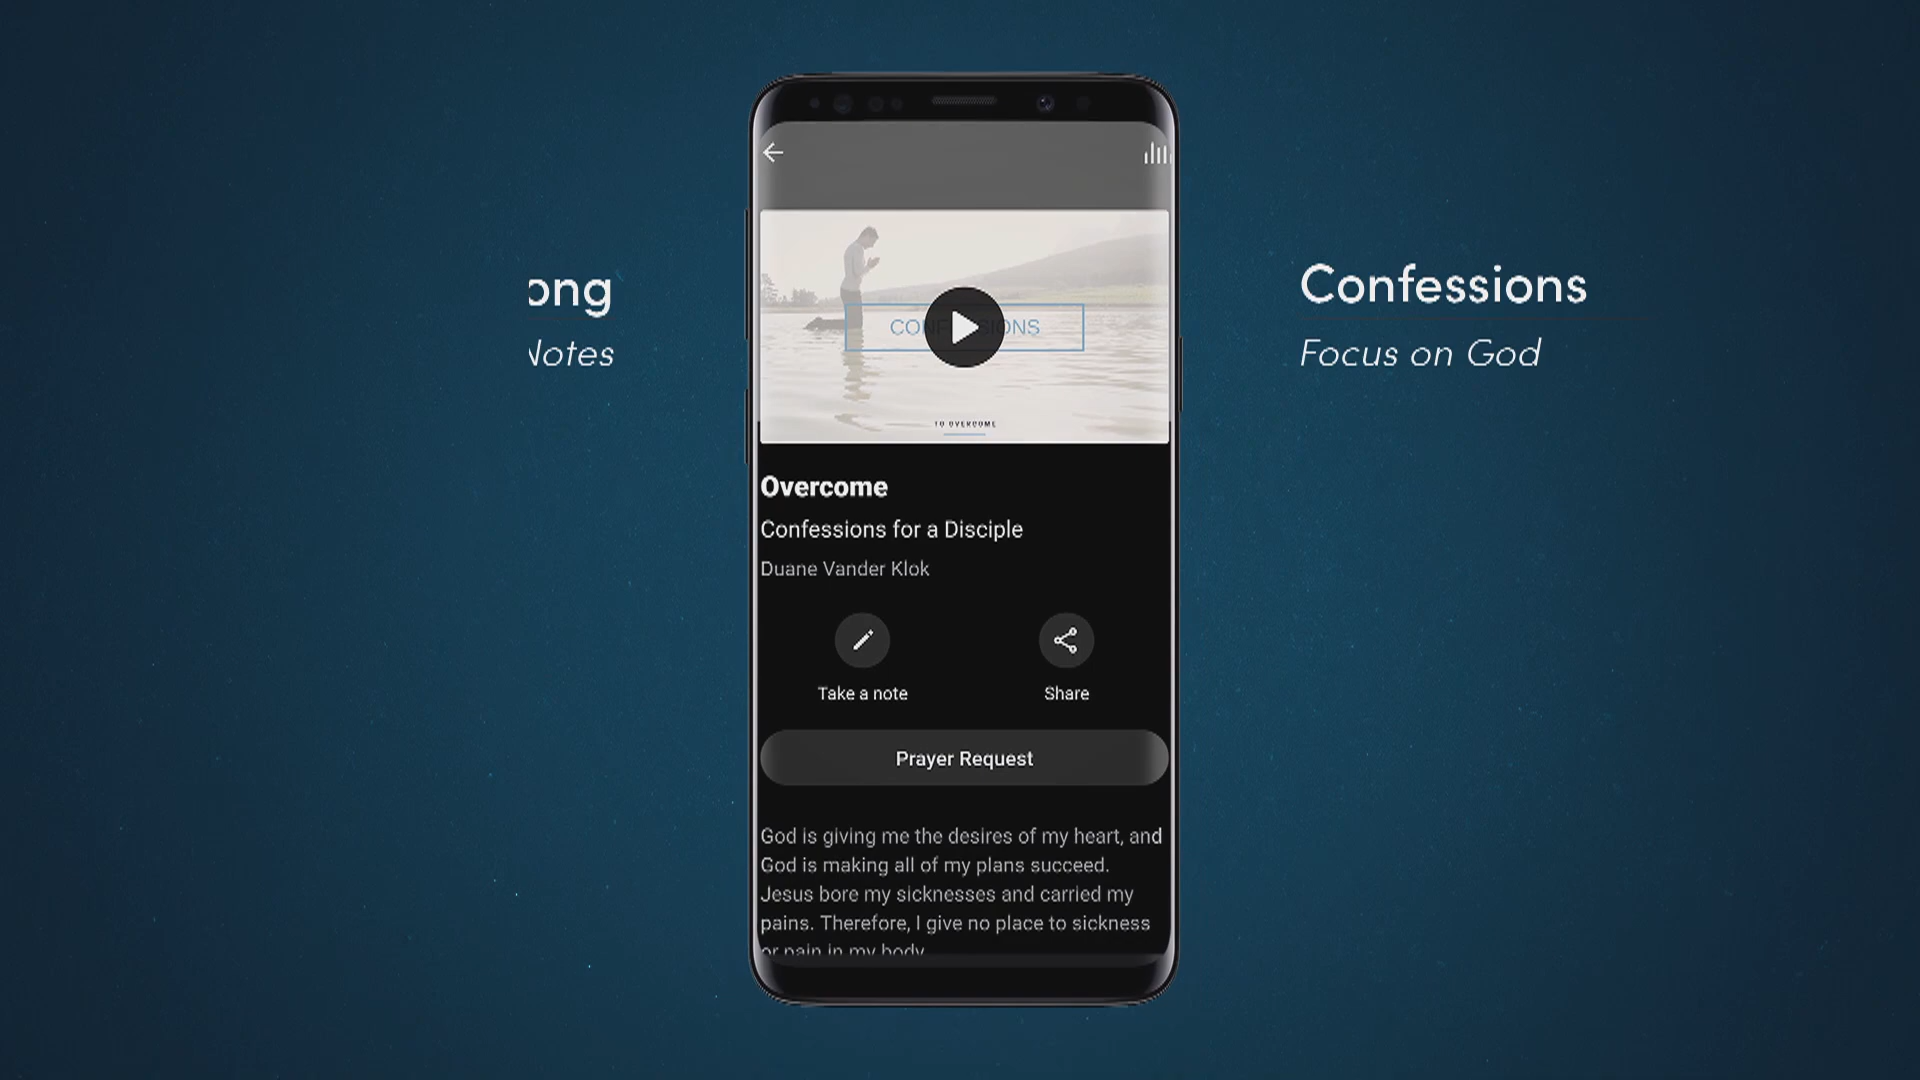 ong
Notes
Confessions
Focus on God
TO OVERCOME
Overcome
Confessions for a Disciple
Duane Vander Klok
Take a note
Share
Prayer Request
God is giving me the desires of my heart, and
God is making all of my plans succeed.
Jesus bore my sicknesses and carried my
pains. Therefore, I give no place to sickness
or pain in my body